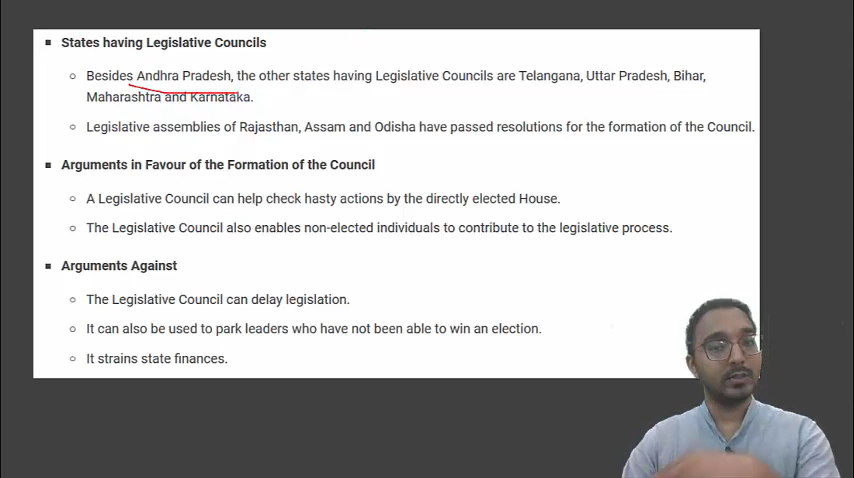 States having Legislative Councils
Besides Andhra Pradesh, the other states having Legislative Councils are Telangana, Uttar Pradesh, Bihar,
Maharashtra and Karnataka.
Legislative assemblies of Rajasthan, Assam and Odisha have passed resolutions for the formation of the Council.
Arguments in Favour of the Formation of the Council
A Legislative Council can help check hasty actions by the directly elected House.
The Legislative Council also enables non-elected individuals to contribute to the legislative process.
Arguments Against
The Legislative Council can delay legislation.
It can also be used to park leaders who have not been able to win an election.
It strains state finances.